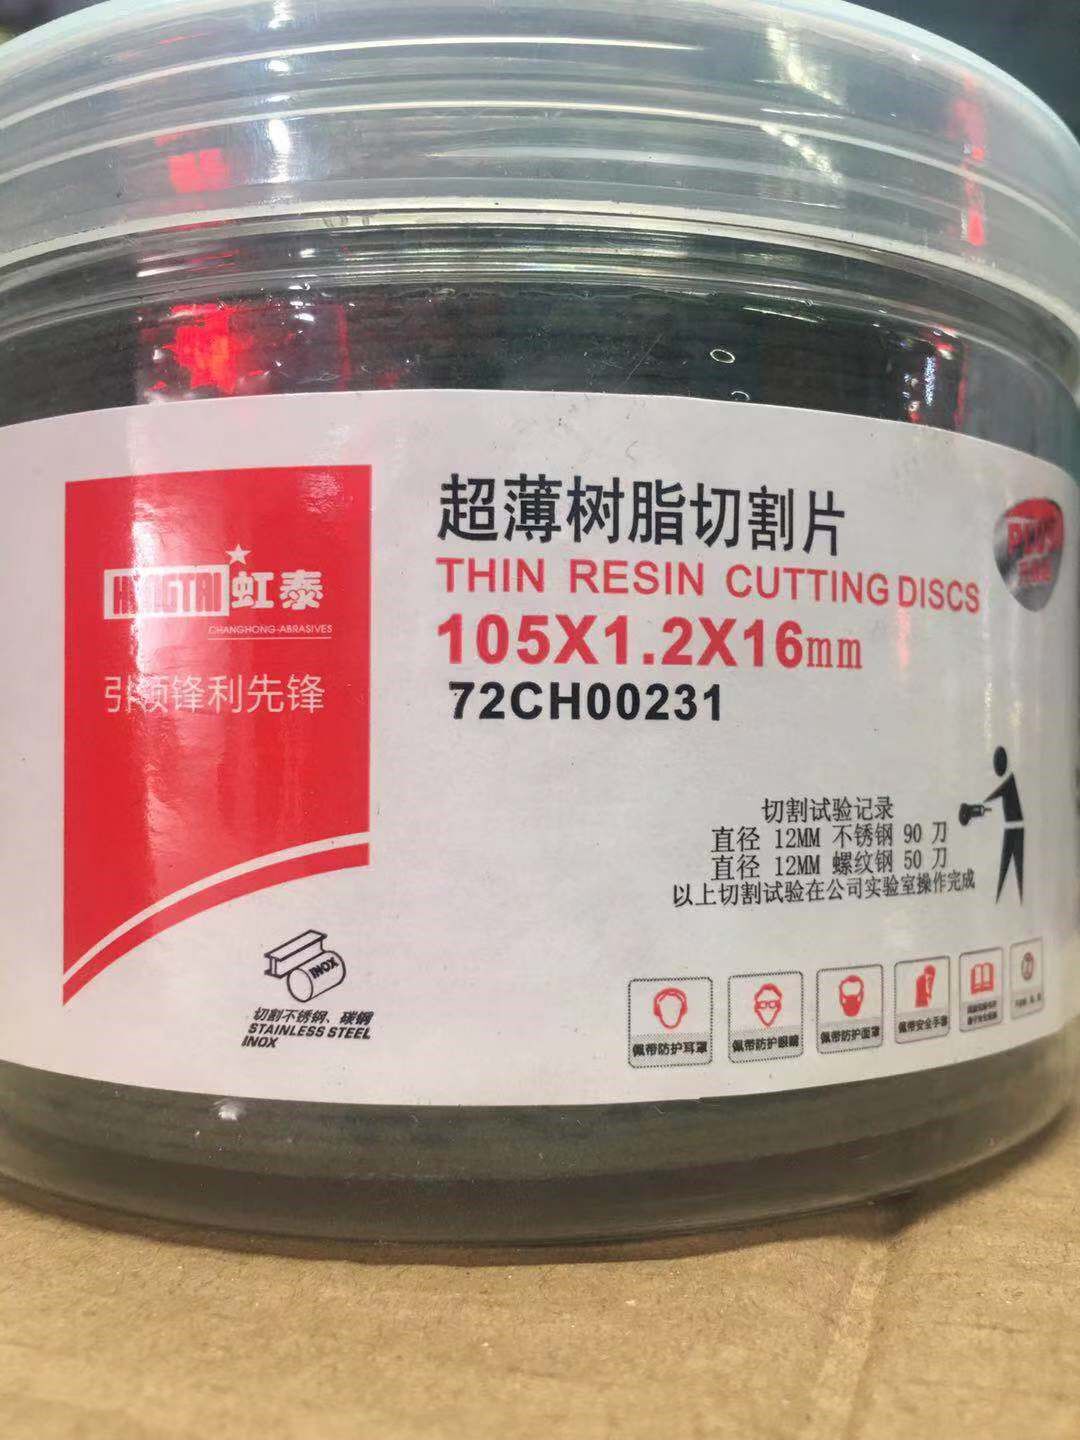 HONGTAI 虹泰
CHANGHONG-ABRASIVES
引领锋利先锋
超薄树脂切割片
THIN RESIN CUTTING DISCS
105X1.2X16mm
72CH00231
切割试验记录
直径 12MM 不锈钢 90 刀
直径 12MM 螺纹钢 50 刀
以上切割试验在公司实验室操作完成
INOX
切割不锈钢、碳钢
STAINLESS STEEL
INOX
佩带防护耳罩
佩带防护眼睛
佩带防护面罩
佩带安全手套